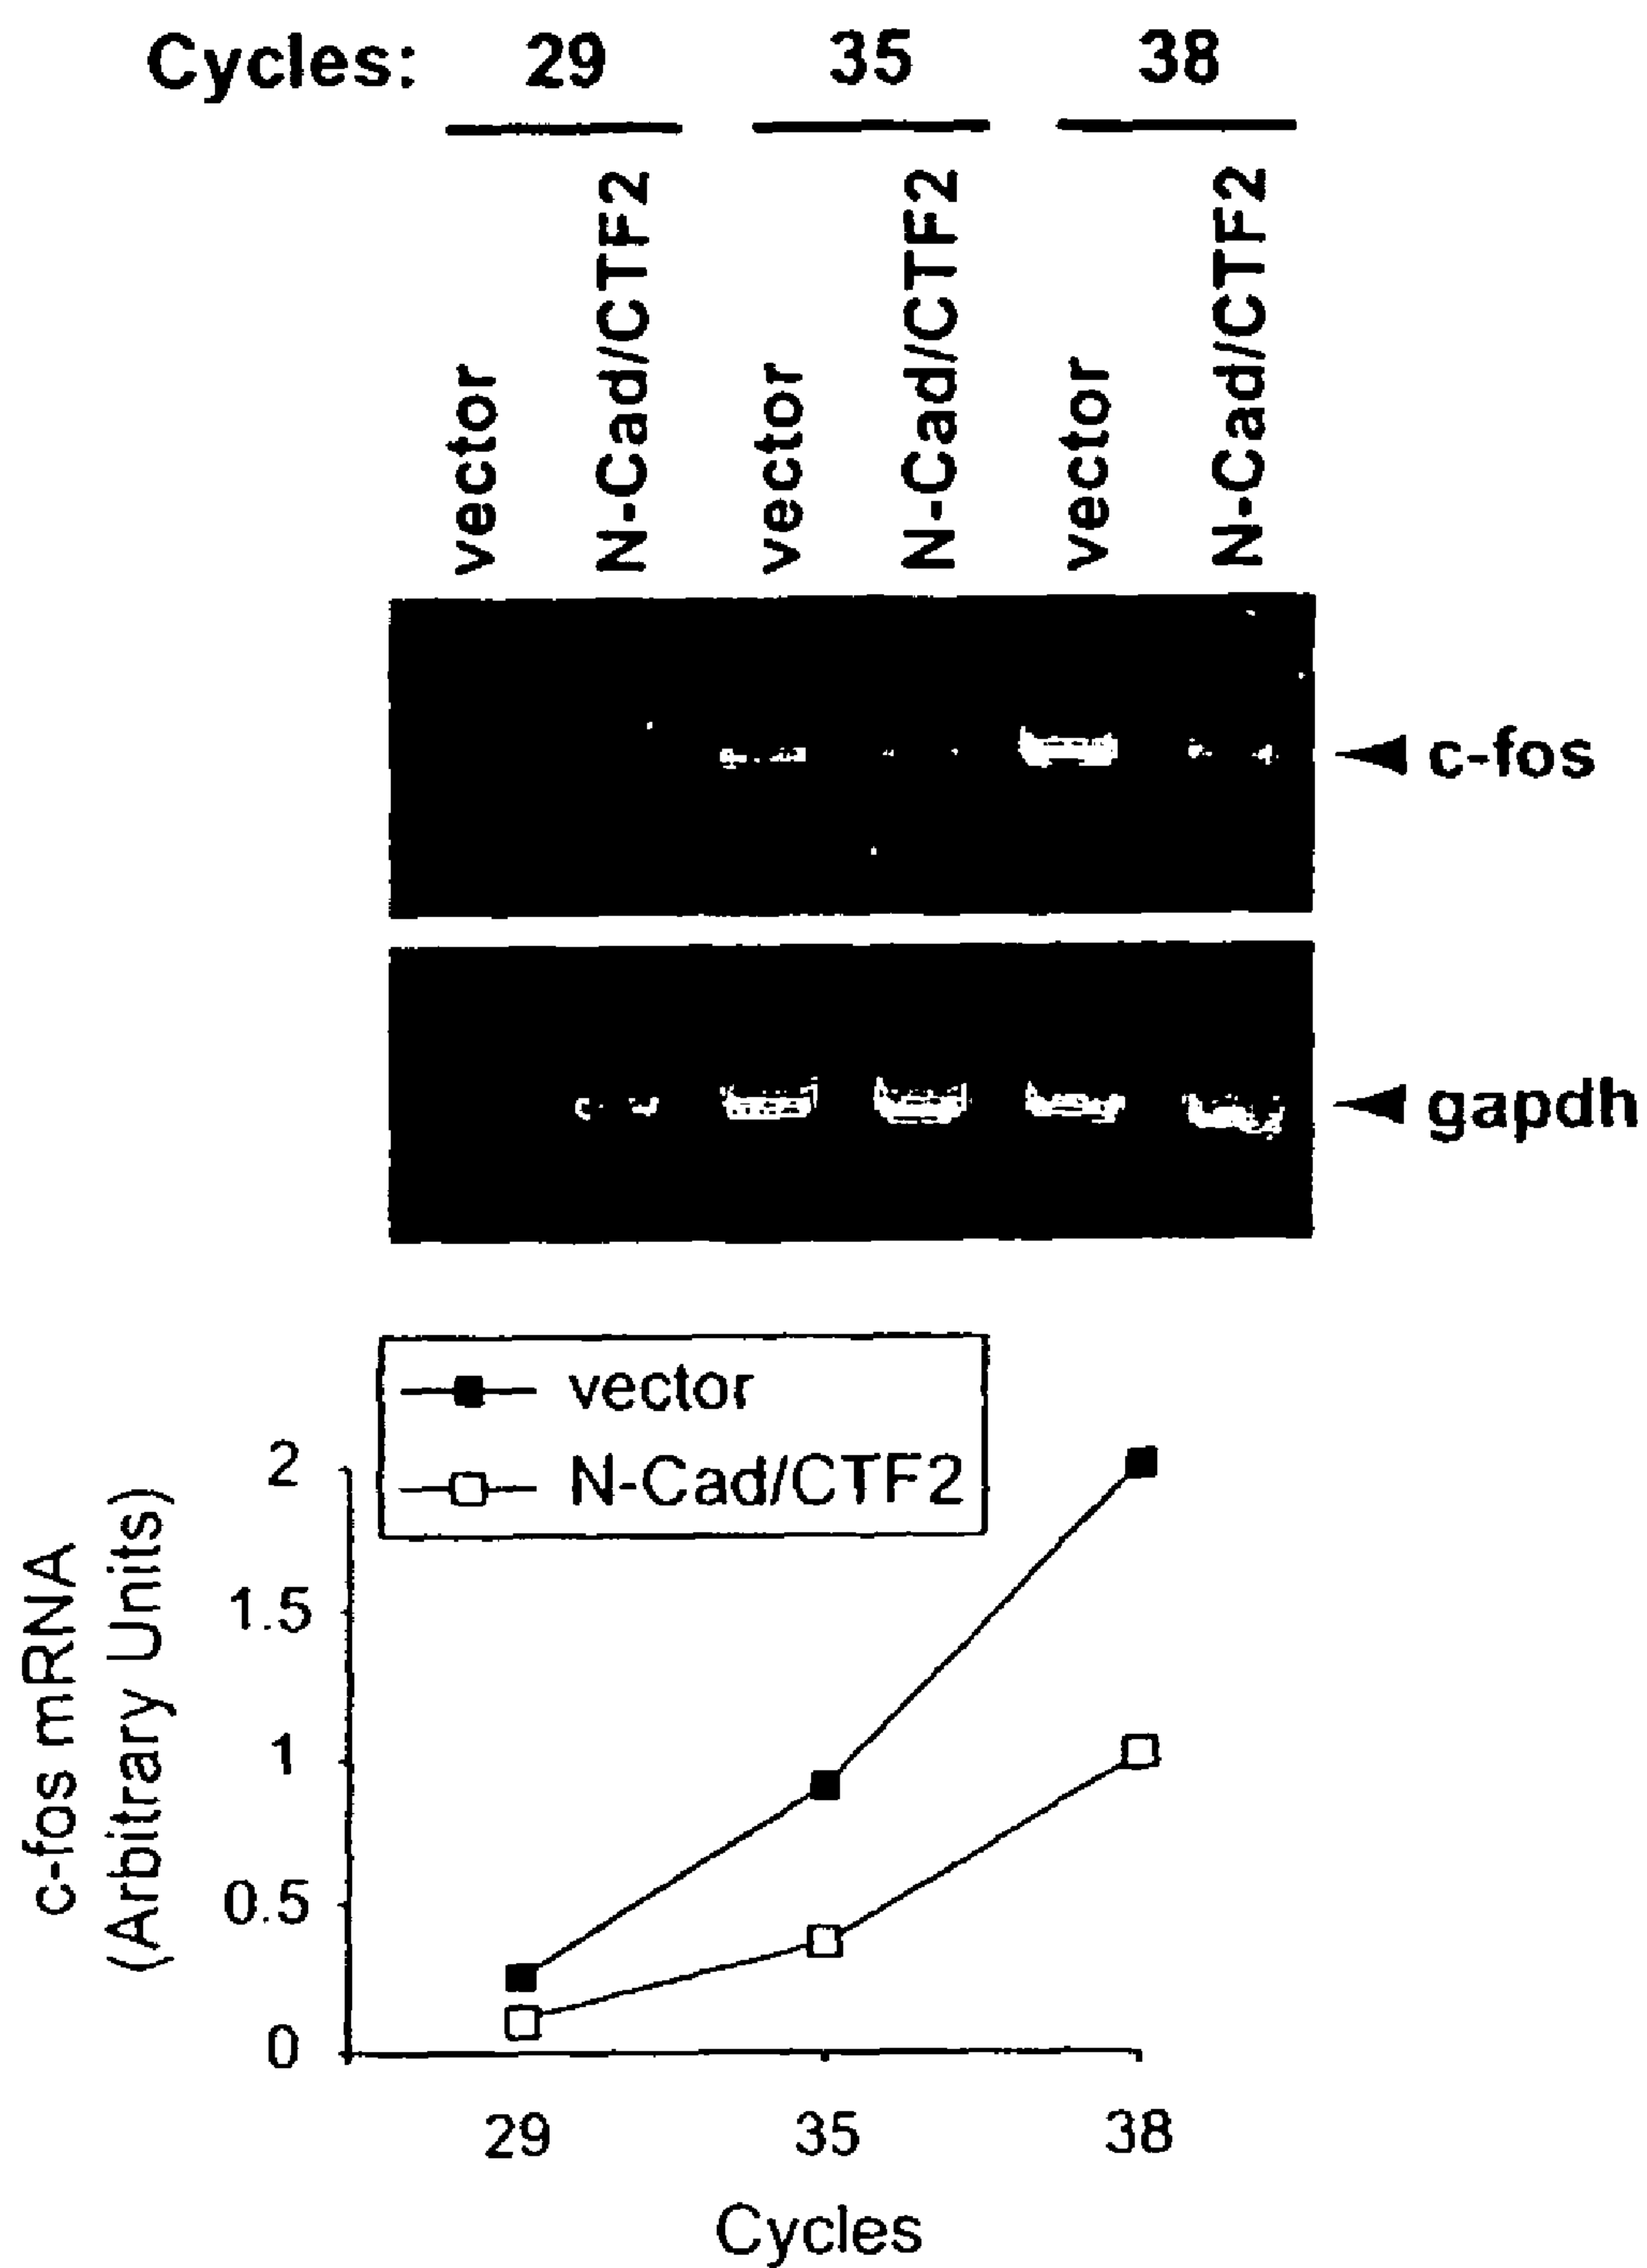 Cycles: 29 35 38
vector N-Cad/CTF2 vector N-Cad/CTF2 vector N-Cad/CTF2
c-fos
gapdh
vector
N-Cad/CTF2
c-fos mRNA
(Arbitrary Units)
2
1.5
1
0.5
0
29 35 38
Cycles